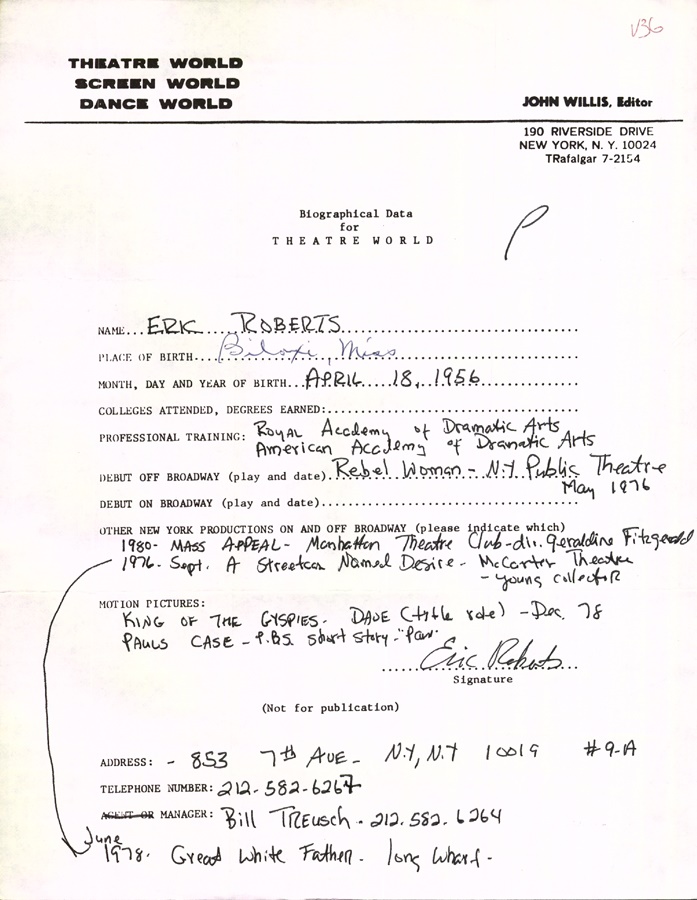 V36
THEATRE WORLD
SCREEN WORLD
DANCE WORLD
JOHN WILLIS, Editor
190 RIVERSIDE DRIVE
NEW YORK, N. Y. 10024
TRafalgar 7-2154
Biographical Data
for
THEATRE WORLD
NAME...ERIC ROBERTS
PLACE OF BIRTH....Biloxi, Miss
MONTH, DAY AND YEAR OF BIRTH...APRIL 18, 1956
COLLEGES ATTENDED, DEGREES EARNED:
PROFESSIONAL TRAINING: Royal Accademy of Dramatic Arts
American Accademy of Dramatic Arts
DEBUT OFF BROADWAY (play and date). Rebel Woman - N.Y Public Theatre
May 1976
DEBUT ON BROADWAY (play and date)
OTHER NEW YORK PRODUCTIONS ON AND OFF BROADWAY (please indicate which)
1980- MASS APPEAL- Manhattan Theatre Club-dir. Geraldine Fitzgerald
1976- Sept. A Streetcar Named Desire - McCarter Theatre
- young collector
MOTION PICTURES:
KING OF THE GYSPIES- DAVE (title role) - Dec. 78
PAULS CASE - P.B.S. short story-"Paul"
Eric Roberts
Signature
(Not for publication)
ADDRESS: - 853 7th AVE- N.Y, N.Y 10019 #9-A
TELEPHONE NUMBER: 212-582-6267
AGENT OR MANAGER: Bill TREUSCH - 212.582.6264
June
1978. Great White Father - long Wharf -